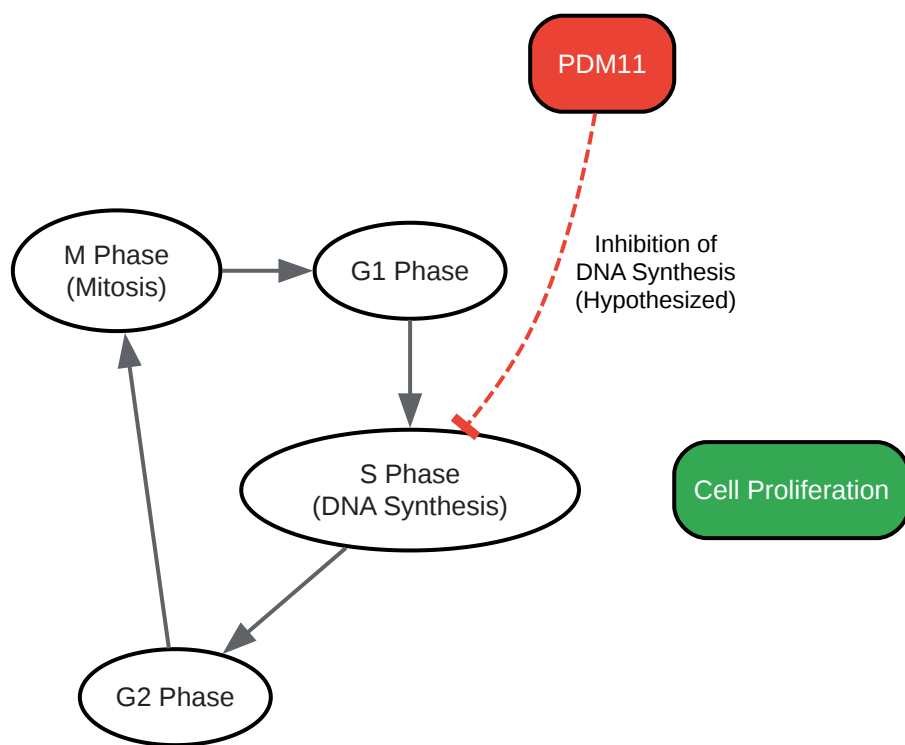 PDM11
M Phase
(Mitosis)
G1 Phase
Inhibition of
DNA Synthesis
(Hypothesized)
S Phase
(DNA Synthesis)
Cell Proliferation
G2 Phase